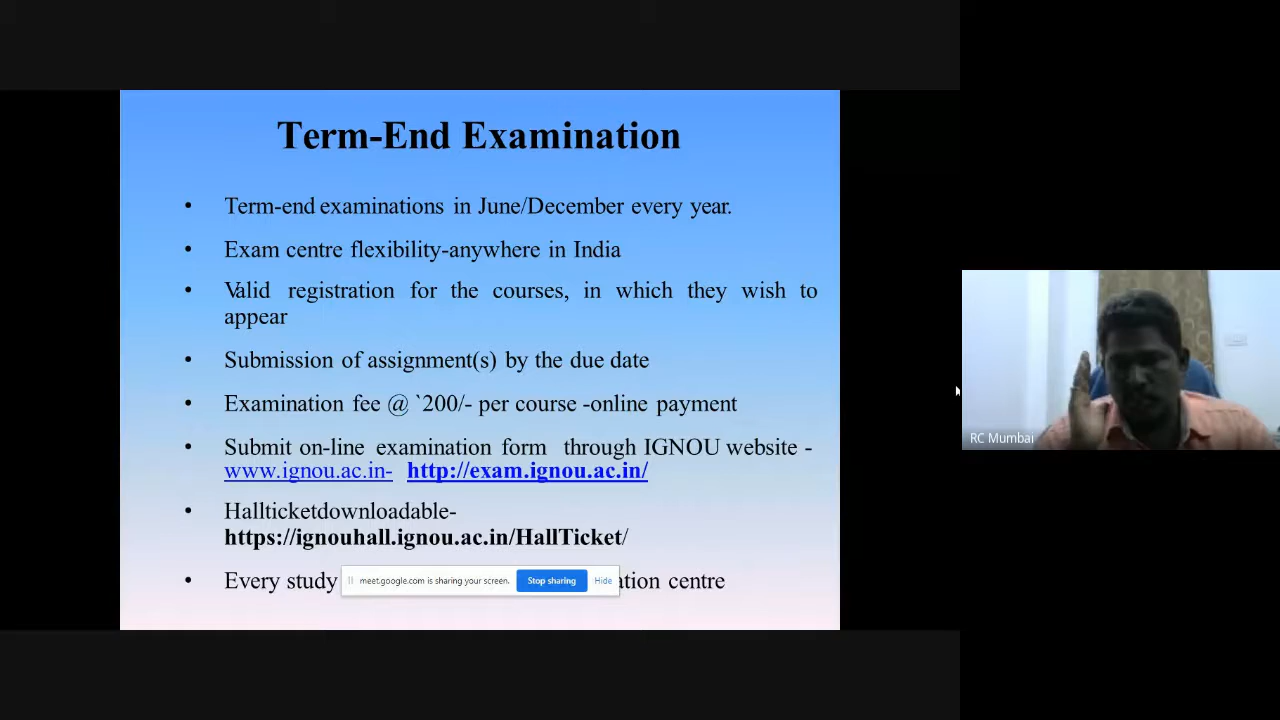 Term-End Examination
• Term-end examinations in June/December every year.
• Exam centre flexibility-anywhere in India
• Valid registration for the courses, in which they wish to
appear
• Submission of assignment(s) by the due date
• Examination fee @ `200/- per course -online payment
• Submit on-line examination form through IGNOU website -
www.ignou.ac.in- http://exam.ignou.ac.in/
• Hallticketdownloadable-
https://ignouhall.ignou.ac.in/HallTicket/
• Every study ation centre
meet.google.com is sharing your screen. Stop sharing Hide
RC Mumbai